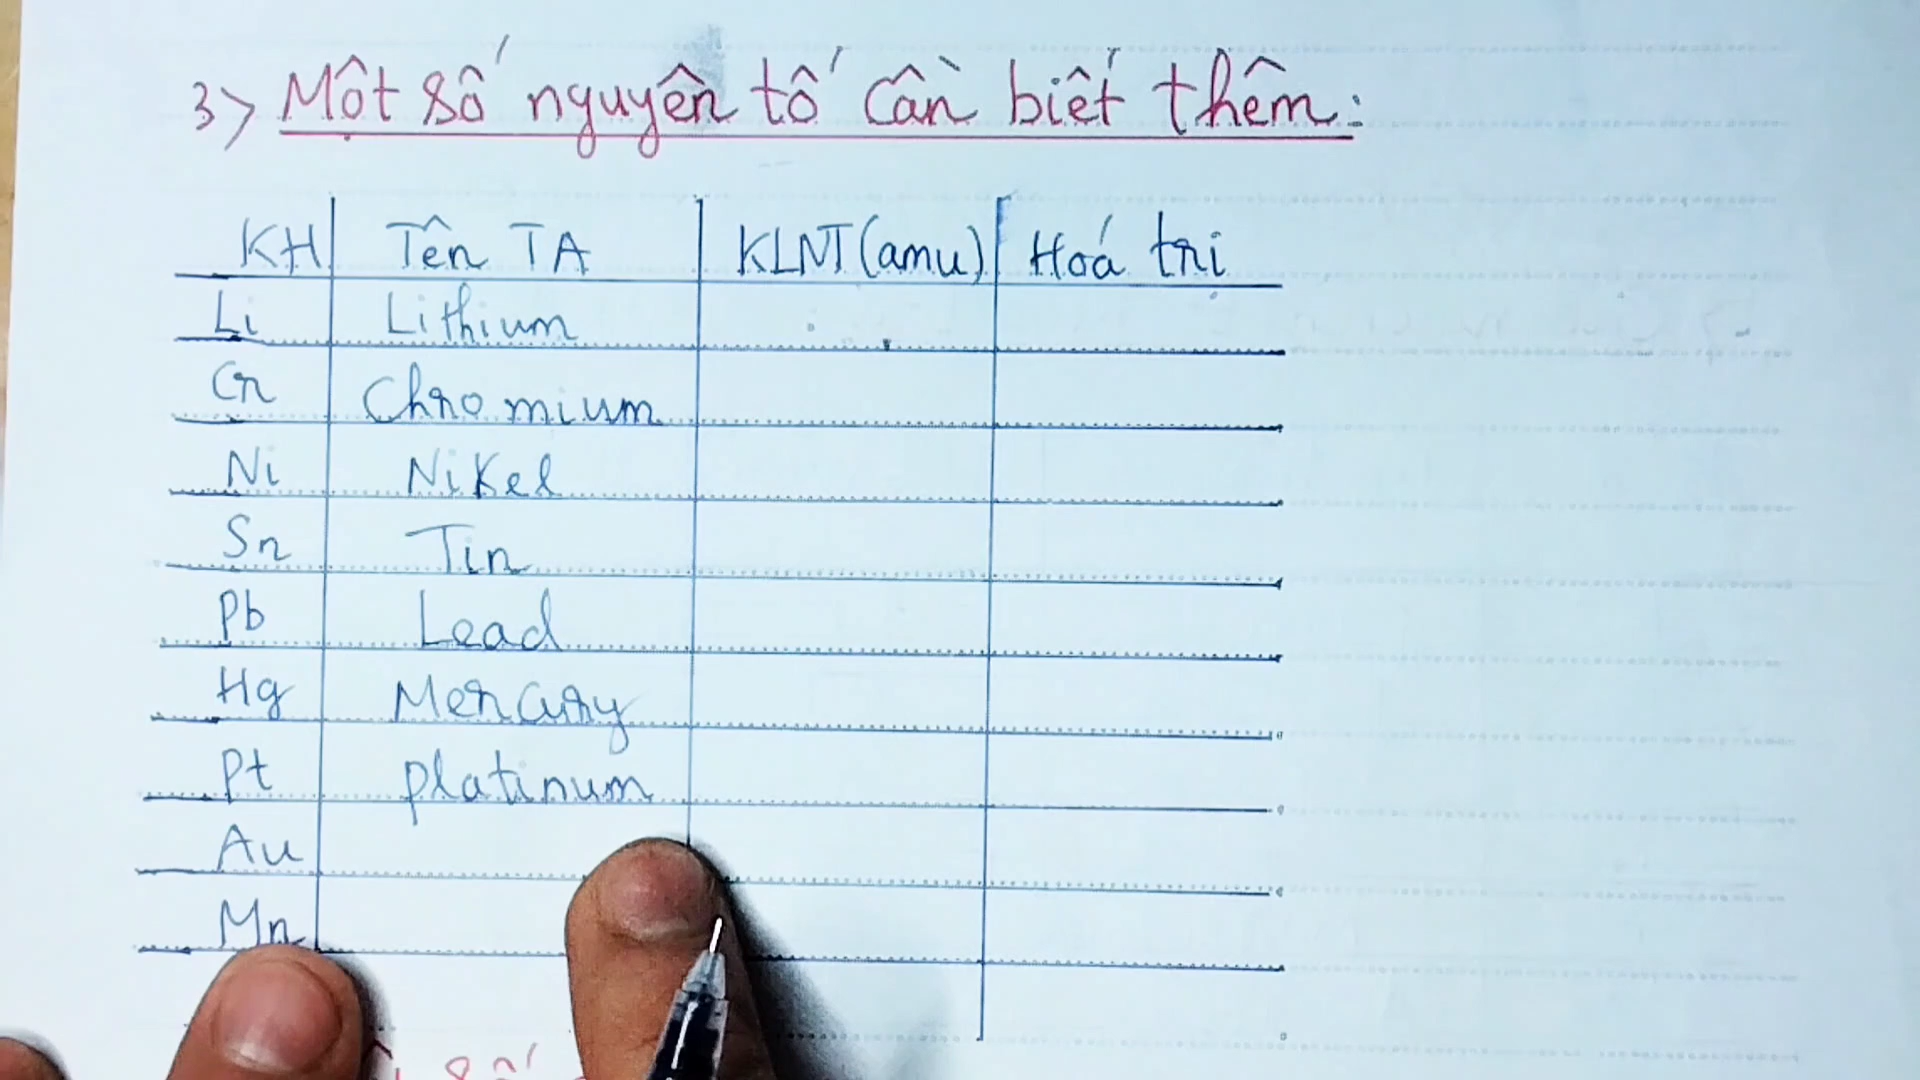 3> Một số nguyên tố cần biết thêm:
KH Tên TA KLNT(amu) Hoá trị
Li Lithium
Cr Chromium
Ni NiKel
Sn Tin
Pb Lead
Hg Mercury
Pt platinum
Au
Mn